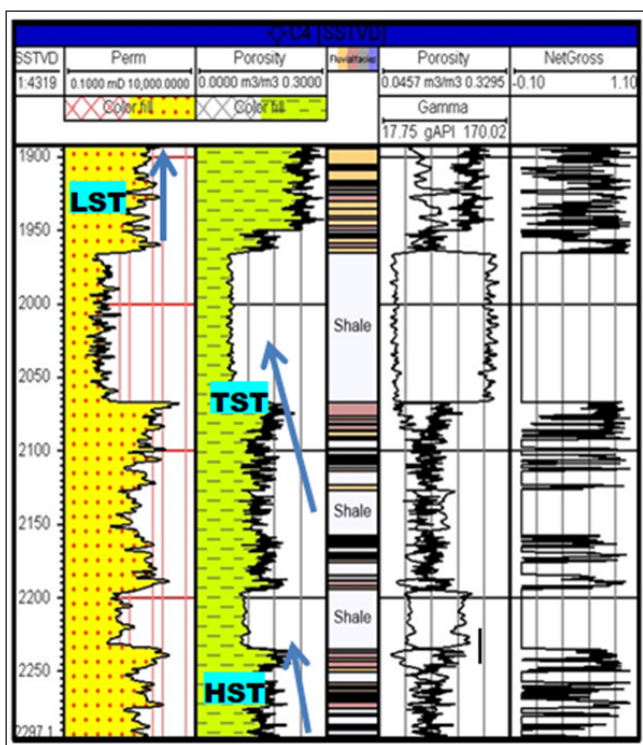 C4 [SSTVD]
SSTVD Perm Porosity FluvialFacies Porosity NetGross
1:4319 0.1000 mD 10,000.0000 0.0000 m3/m3 0.3000 0.0457 m3/m3 0.3295 -0.10 1.10
Color fill Color fill Gamma
17.75 gAPI 170.02
1900
LST
1950
2000
Shale
2050
TST
2100
2150
Shale
2200
Shale
2250
HST
2297.1